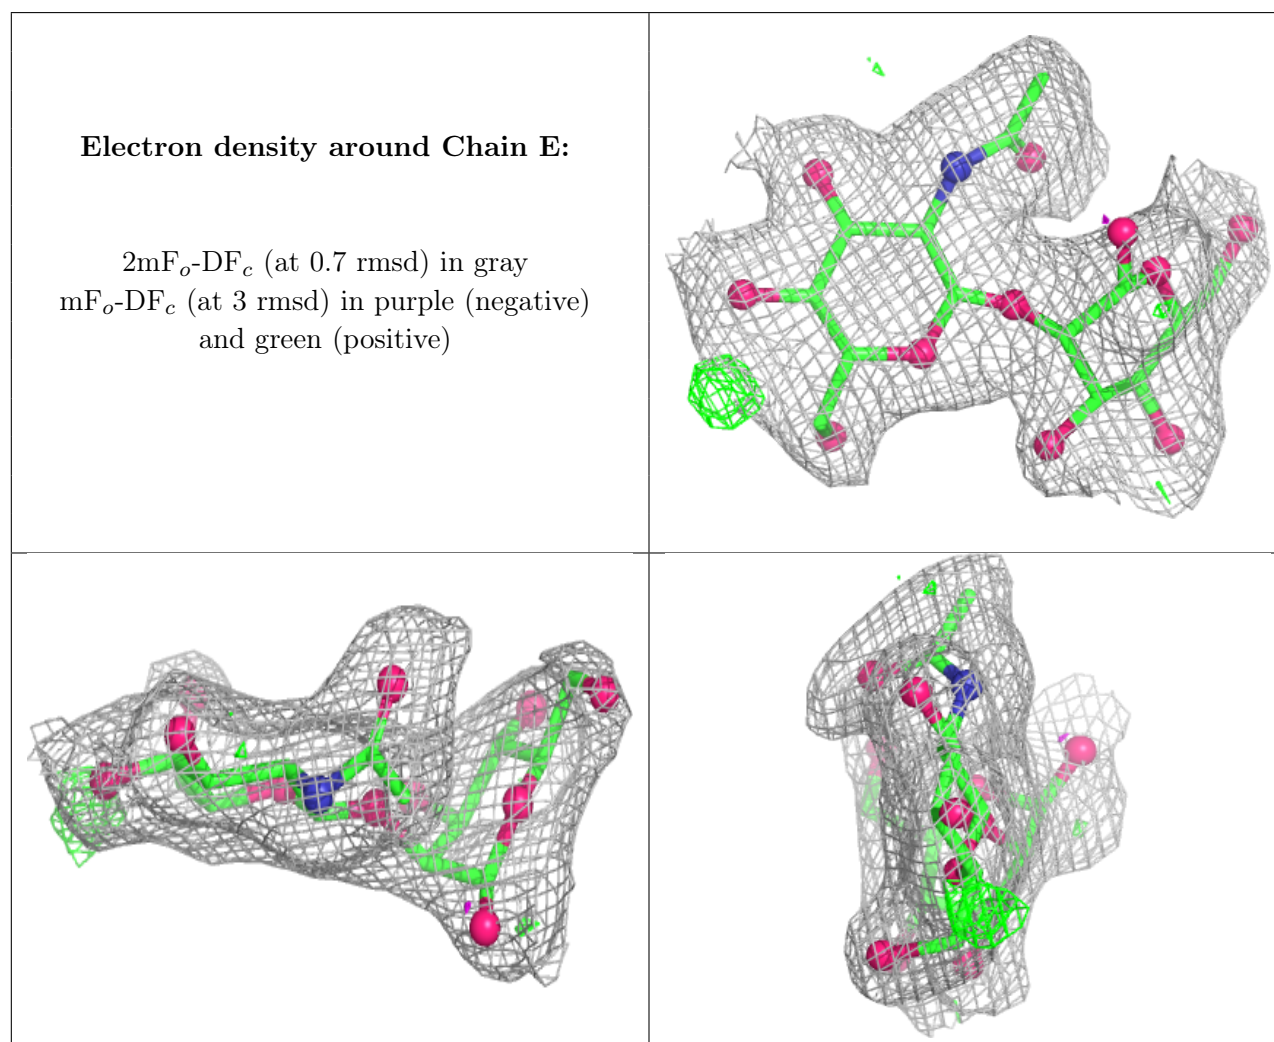 Electron density around Chain E:
2mFo-DFc (at 0.7 rmsd) in gray
mFo-DFc (at 3 rmsd) in purple (negative)
and green (positive)